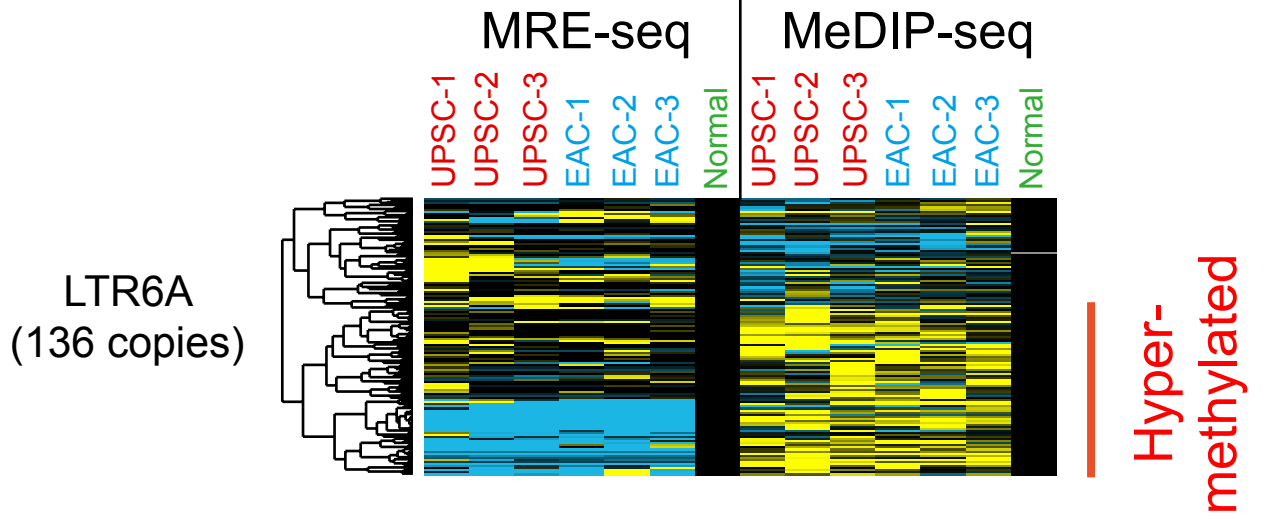 MRE-seq
MeDIP-seq
UPSC-1
UPSC-2
UPSC-3
EAC-1
EAC-2
EAC-3
Normal
UPSC-1
UPSC-2
UPSC-3
EAC-1
EAC-2
EAC-3
Normal
LTR6A
(136 copies)
Hyper-
methylated